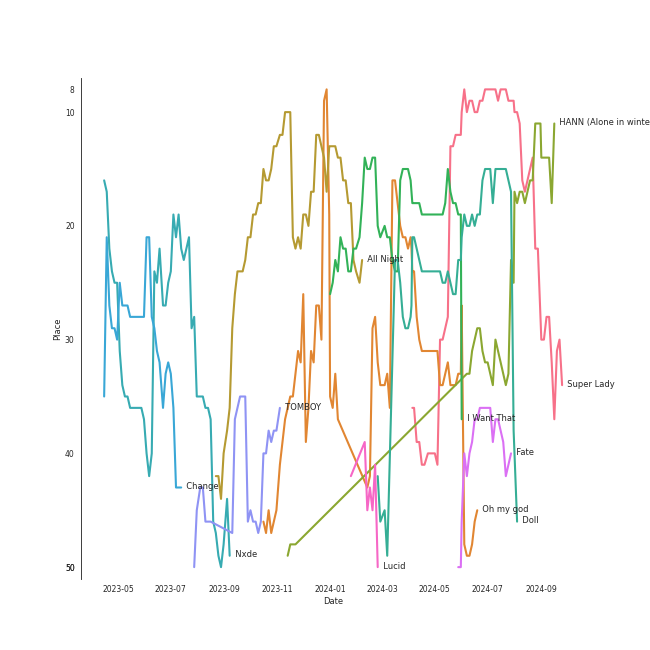 8
10
20
30
40
50
Place
HANN (Alone in winte
All Night
Super Lady
TOMBOY
I Want That
Fate
Change
Oh my god
Doll
Nxde
Lucid
2023-05 2023-07 2023-09 2023-11 2024-01 2024-03 2024-05 2024-07 2024-09
Date